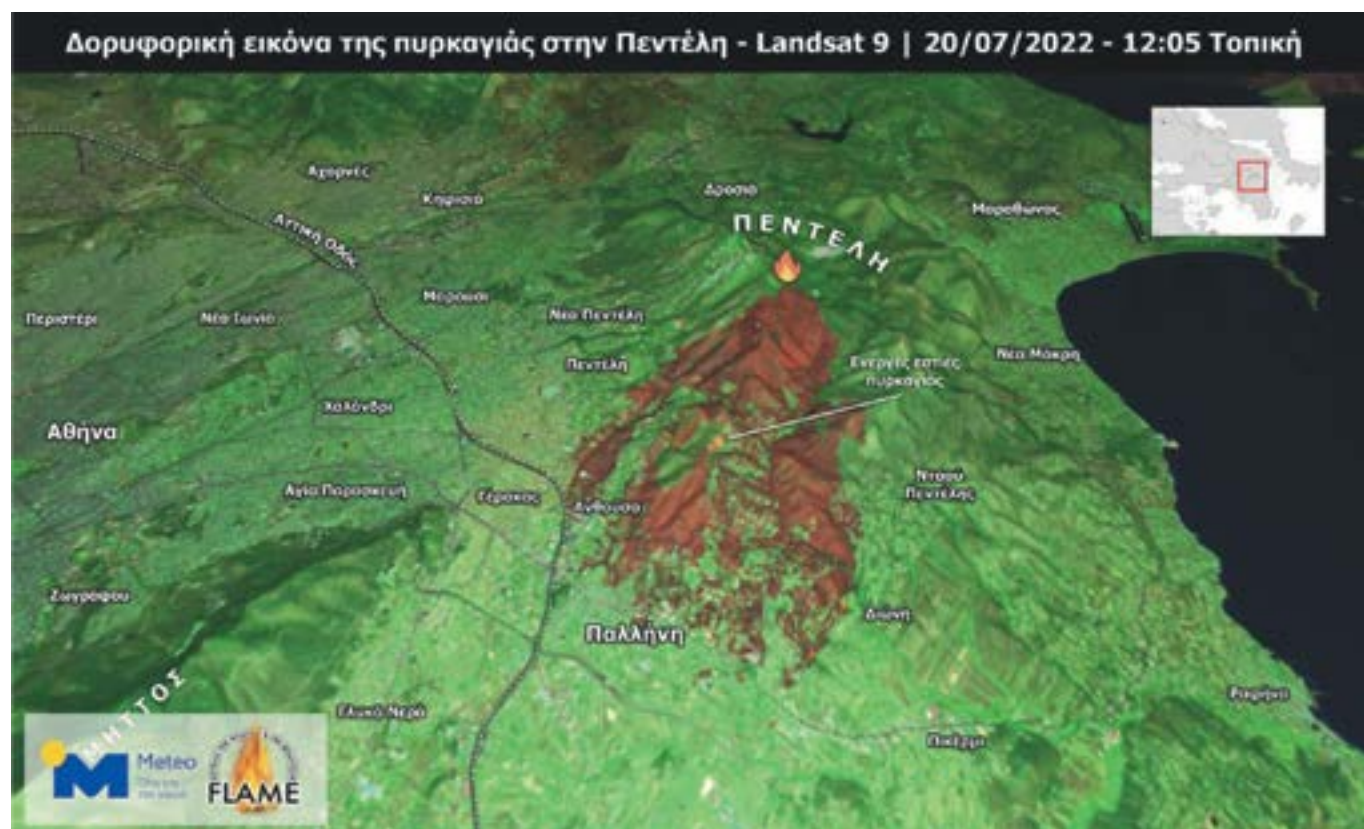 Δορυφορική εικόνα της πυρκαγιάς στην Πεντέλη - Landsat 9 | 20/07/2022 - 12:05 Τοπική
Αχαρνές
Κηφισιά
Δροσιά
Μαραθώνας
ΠΕΝΤΕΛΗ
Αττική Οδός
Μαρούσι
Περιστέρι
Νέα Ιωνία
Νέα Πεντέλη
Πεντέλη
Ενεργές εστίες
πυρκαγιάς
Νέα Μάκρη
Χαλάνδρι
Αθήνα
Αγία Παρασκευή
Γέρακας
Ανθούσα
Νταού
Πεντέλης
Ζωγράφου
Παλλήνη
Διώνη
ΥΜΗΤΤΟΣ
Γλυκά Νερά
Πικέρμι
Ραφήνα
Meteo
FLAME